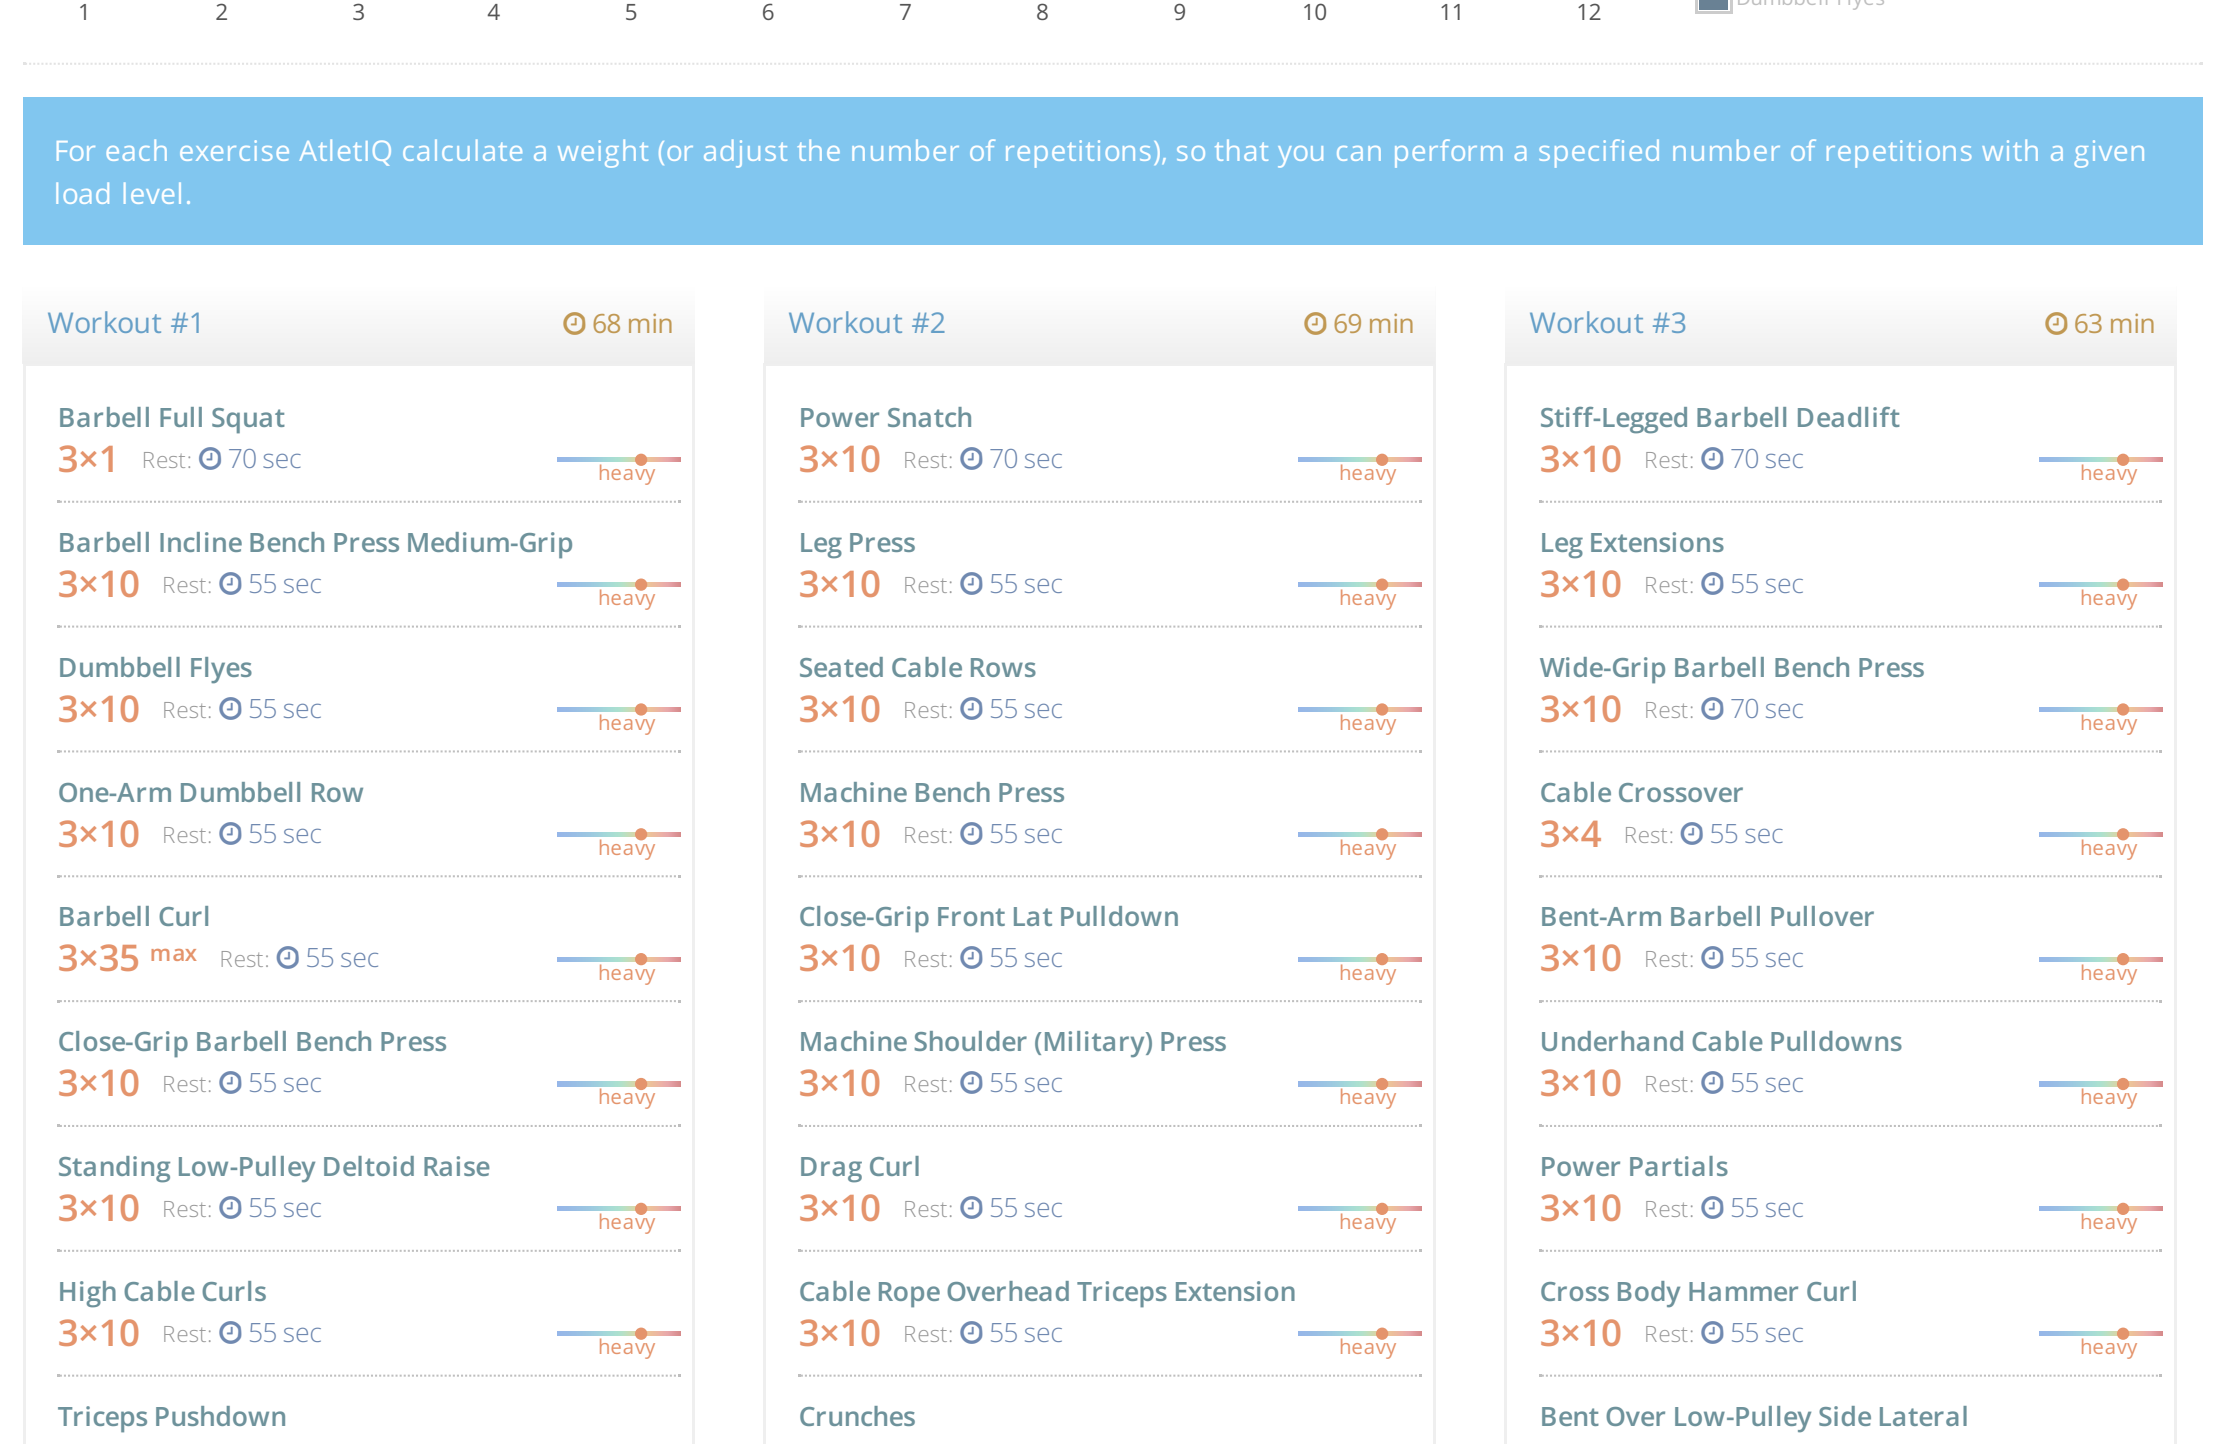 1 2 3 4 5 6 7 8 9 10 11 12 Dumbbell Flyes
For each exercise AtletIQ calculate a weight (or adjust the number of repetitions), so that you can perform a specified number of repetitions with a given
load level.
Workout #1 68 min
Barbell Full Squat
3×1 Rest: 70 sec
heavy
Barbell Incline Bench Press Medium-Grip
3×10 Rest: 55 sec
heavy
Dumbbell Flyes
3×10 Rest: 55 sec
heavy
One-Arm Dumbbell Row
3×10 Rest: 55 sec
heavy
Barbell Curl
3×35 max Rest: 55 sec
heavy
Close-Grip Barbell Bench Press
3×10 Rest: 55 sec
heavy
Standing Low-Pulley Deltoid Raise
3×10 Rest: 55 sec
heavy
High Cable Curls
3×10 Rest: 55 sec
heavy
Triceps Pushdown
Workout #2 69 min
Power Snatch
3×10 Rest: 70 sec
heavy
Leg Press
3×10 Rest: 55 sec
heavy
Seated Cable Rows
3×10 Rest: 55 sec
heavy
Machine Bench Press
3×10 Rest: 55 sec
heavy
Close-Grip Front Lat Pulldown
3×10 Rest: 55 sec
heavy
Machine Shoulder (Military) Press
3×10 Rest: 55 sec
heavy
Drag Curl
3×10 Rest: 55 sec
heavy
Cable Rope Overhead Triceps Extension
3×10 Rest: 55 sec
heavy
Crunches
Workout #3 63 min
Stiff-Legged Barbell Deadlift
3×10 Rest: 70 sec
heavy
Leg Extensions
3×10 Rest: 55 sec
heavy
Wide-Grip Barbell Bench Press
3×10 Rest: 70 sec
heavy
Cable Crossover
3×4 Rest: 55 sec
heavy
Bent-Arm Barbell Pullover
3×10 Rest: 55 sec
heavy
Underhand Cable Pulldowns
3×10 Rest: 55 sec
heavy
Power Partials
3×10 Rest: 55 sec
heavy
Cross Body Hammer Curl
3×10 Rest: 55 sec
heavy
Bent Over Low-Pulley Side Lateral